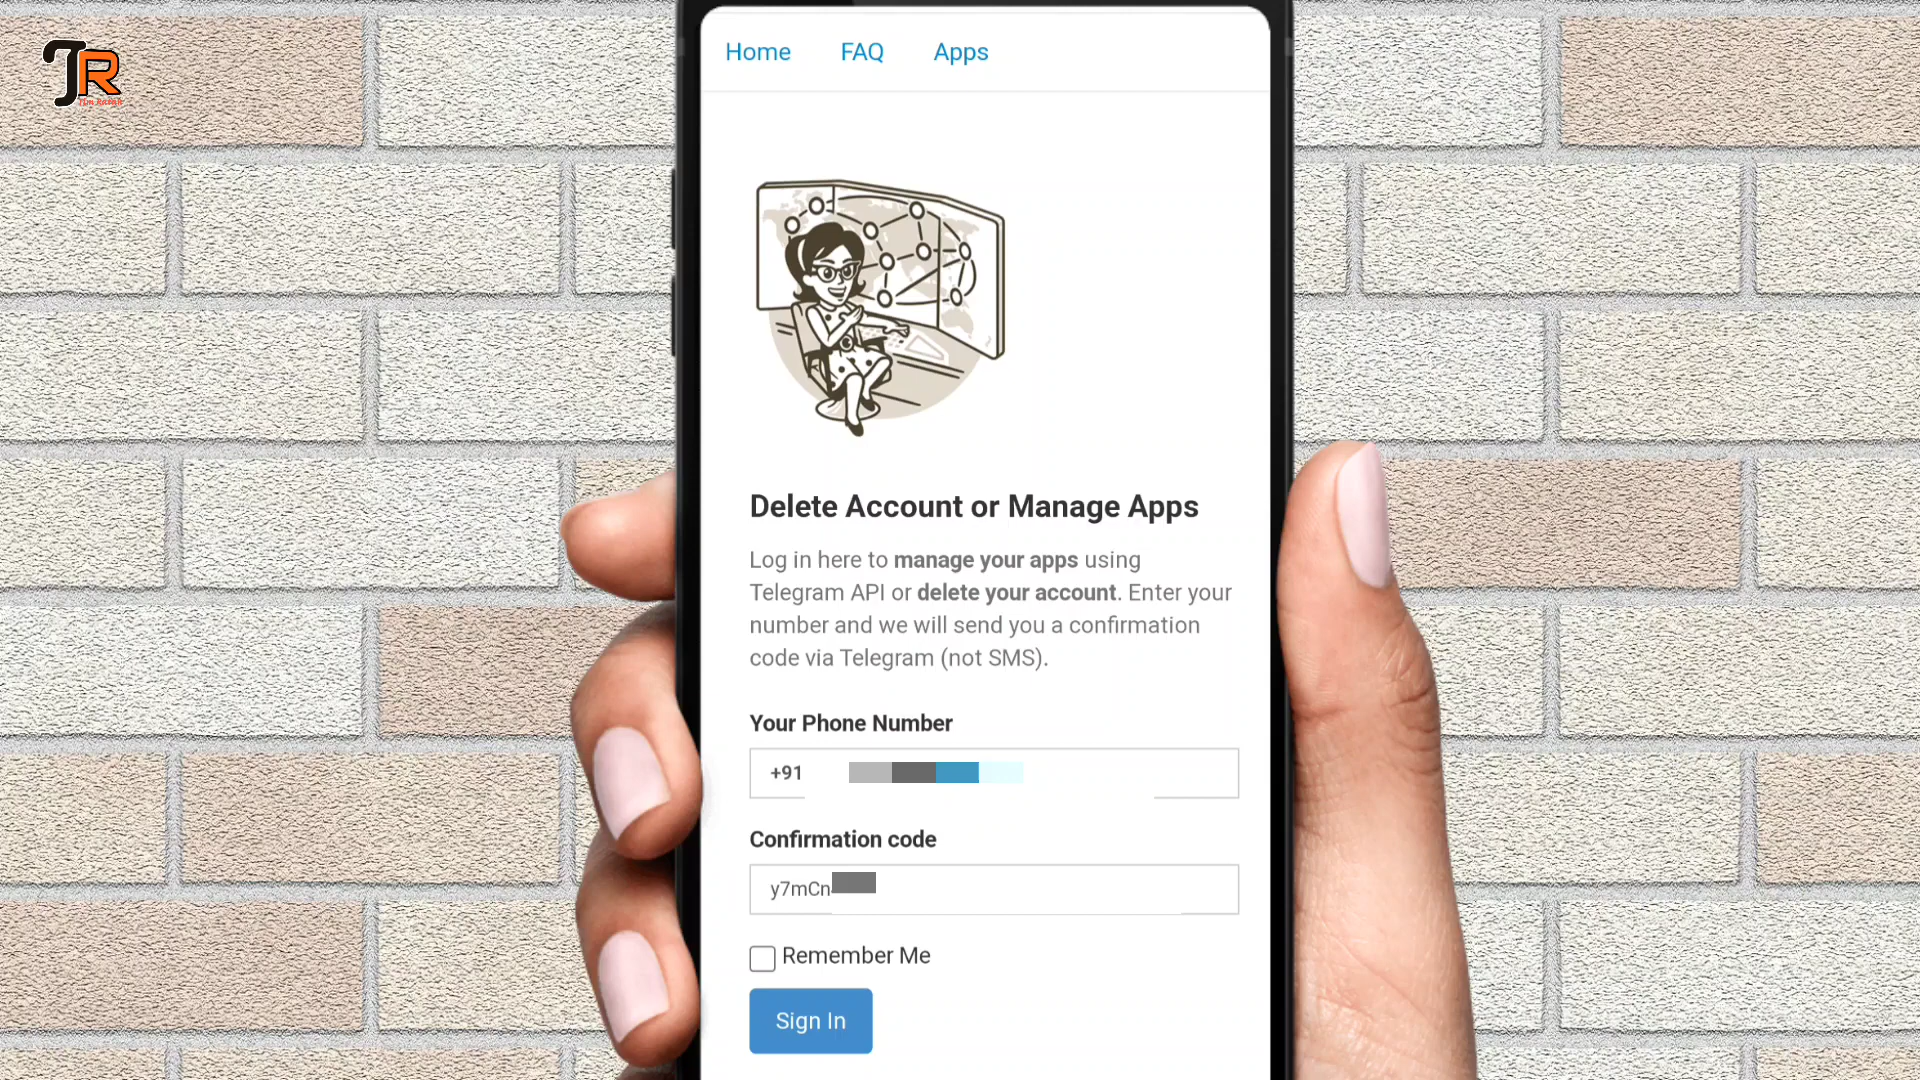 JR
Home FAQ Apps
Delete Account or Manage Apps
Log in here to manage your apps using
Telegram API or delete your account. Enter your
number and we will send you a confirmation
code via Telegram (not SMS).
Your Phone Number
+91
Confirmation code
y7mCn
Remember Me
Sign In